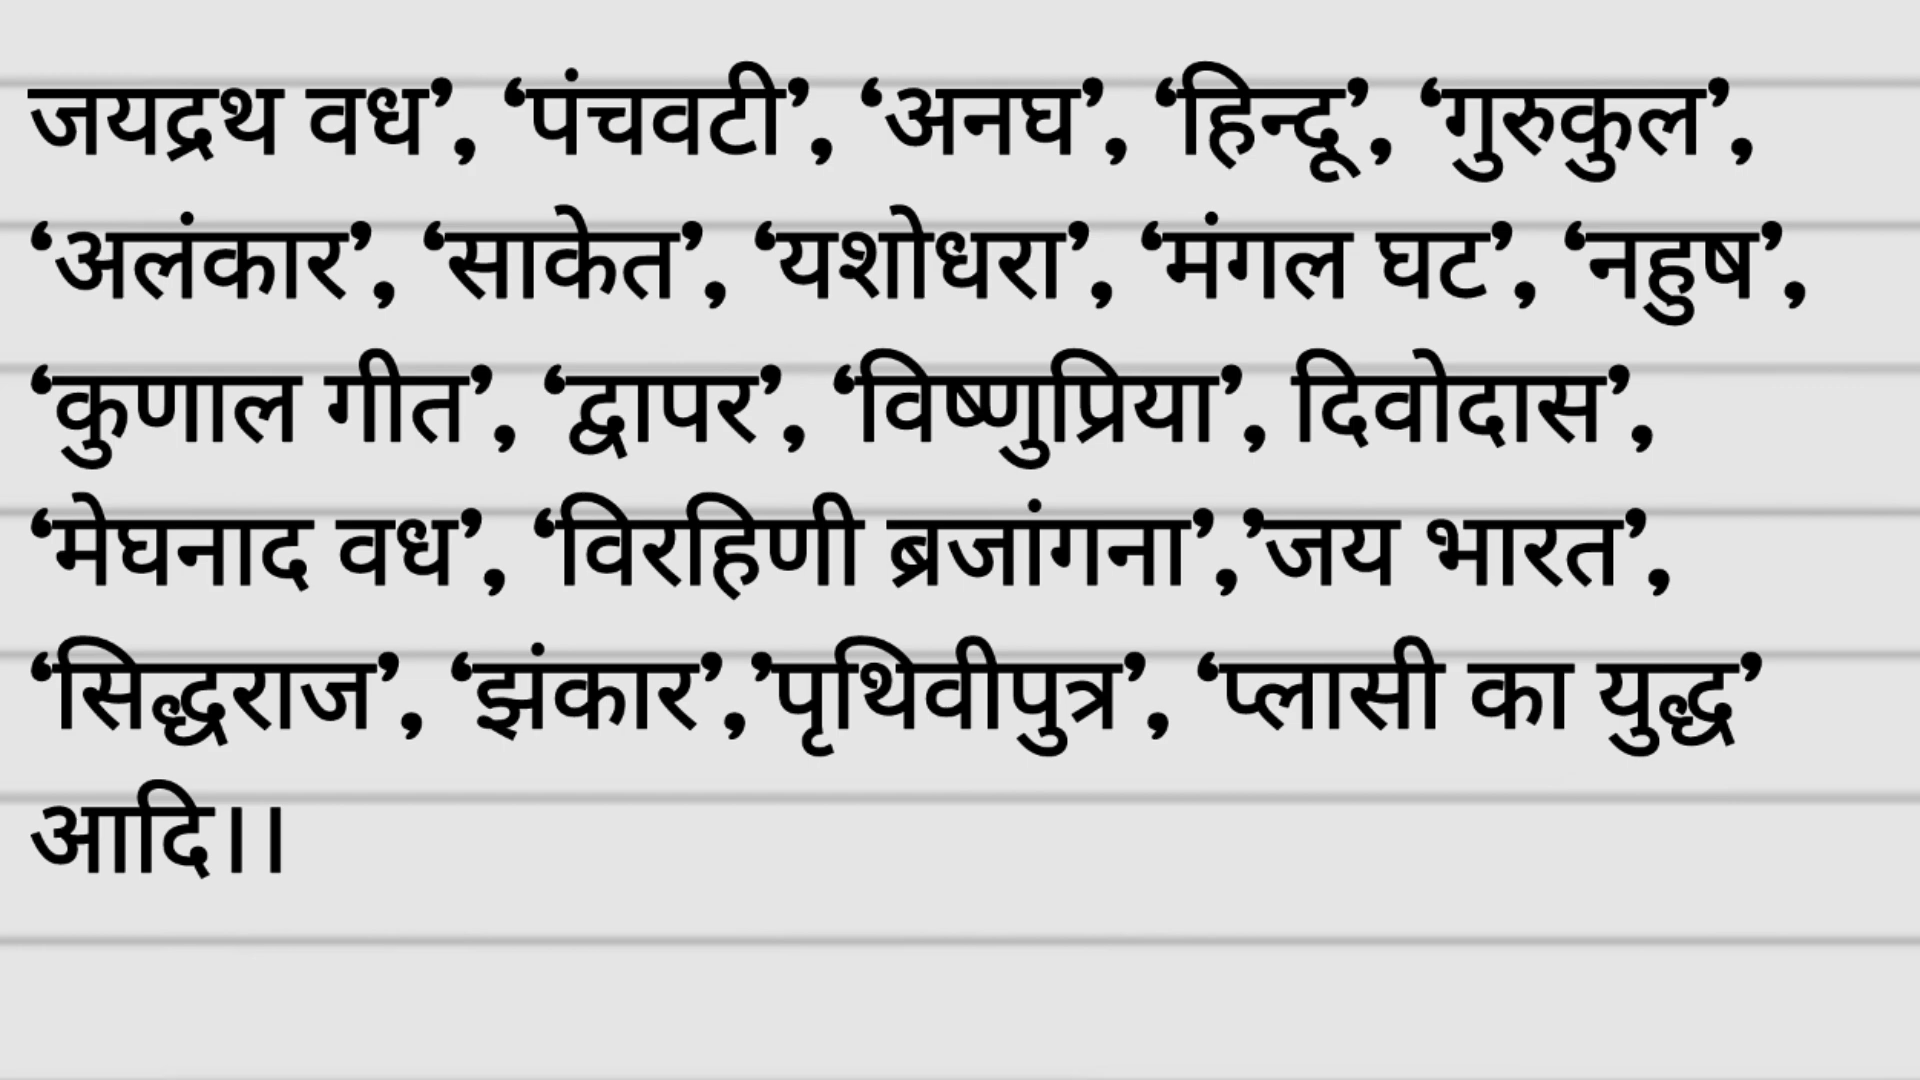 जयद्रथ वध’, ‘पंचवटी’, ‘अनघ’, ‘हिन्दू’, ‘गुरुकुल’,
‘अलंकार’, ‘साकेत’, ‘यशोधरा’, ‘मंगल घट’, ‘नहुष’,
‘कुणाल गीत’, ‘द्वापर’, ‘विष्णुप्रिया’, दिवोदास’,
‘मेघनाद वध’, ‘विरहिणी ब्रजांगना’,’जय भारत’,
‘सिद्धराज’, ‘झंकार’,’पृथिवीपुत्र’, ‘प्लासी का युद्ध’
आदि।।